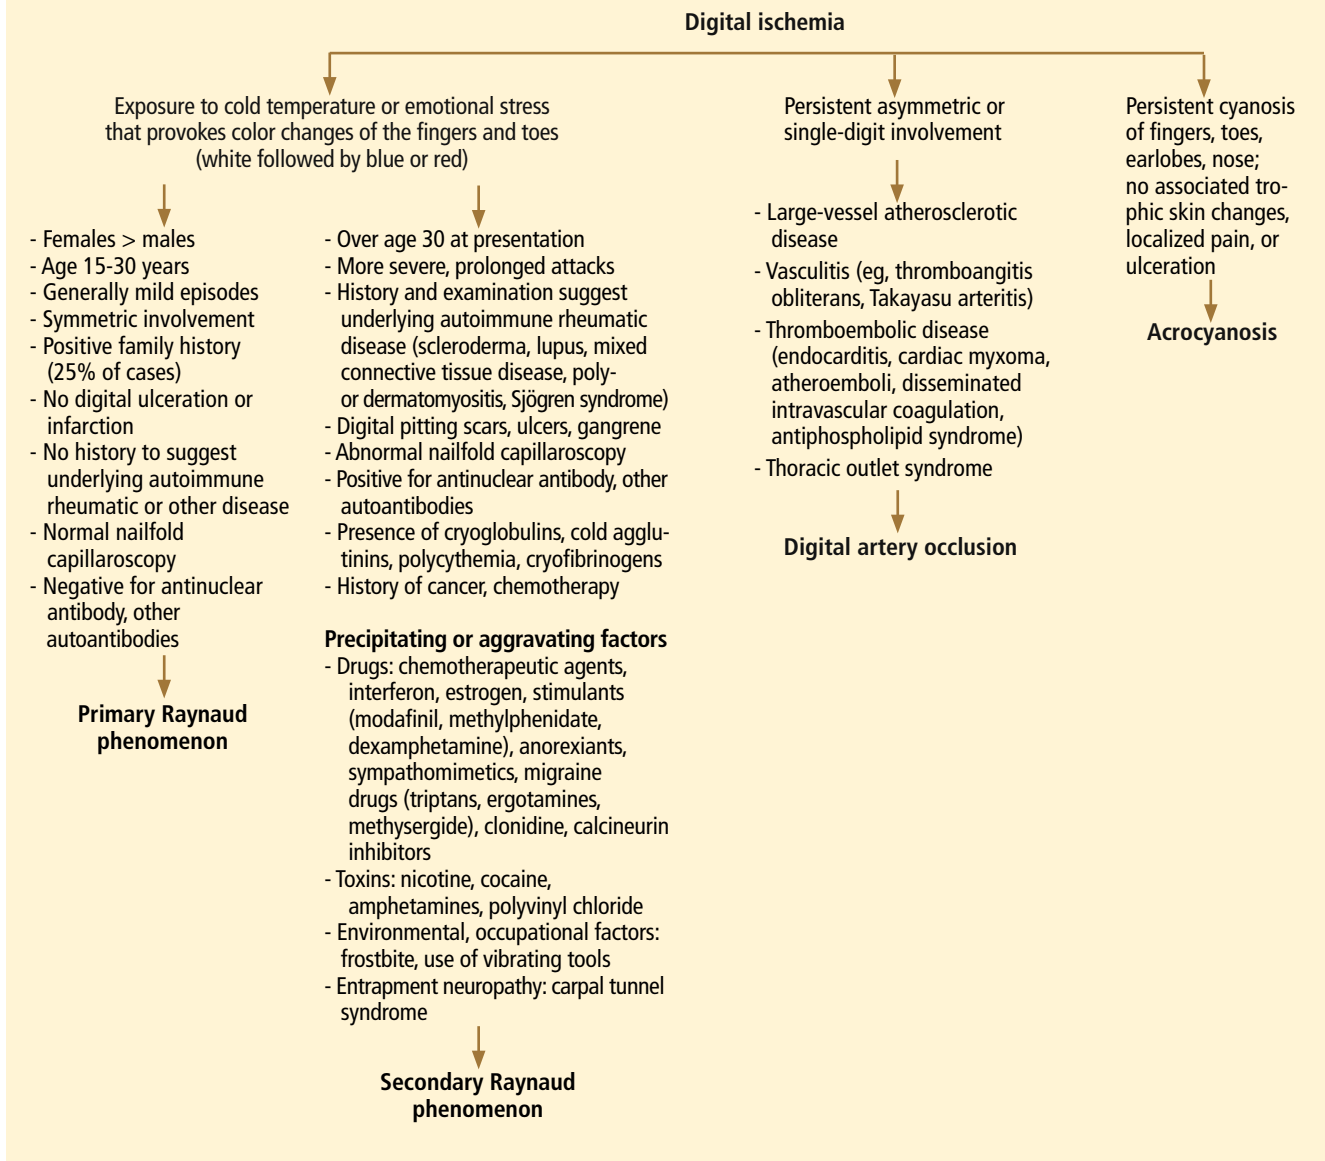 Digital ischemia
Exposure to cold temperature or emotional stress
that provokes color changes of the fingers and toes
(white followed by blue or red)
- Females > males
- Age 15-30 years
- Generally mild episodes
- Symmetric involvement
- Positive family history
(25% of cases)
- No digital ulceration or
infarction
- No history to suggest
underlying autoimmune
rheumatic or other disease
- Normal nailfold
capillaroscopy
- Negative for antinuclear
antibody, other
autoantibodies
Primary Raynaud
phenomenon
- Over age 30 at presentation
- More severe, prolonged attacks
- History and examination suggest
underlying autoimmune rheumatic
disease (scleroderma, lupus, mixed
connective tissue disease, poly-
or dermatomyositis, Sjögren syndrome)
- Digital pitting scars, ulcers, gangrene
- Abnormal nailfold capillaroscopy
- Positive for antinuclear antibody, other
autoantibodies
- Presence of cryoglobulins, cold agglu-
tinins, polycythemia, cryofibrinogens
- History of cancer, chemotherapy
Precipitating or aggravating factors
- Drugs: chemotherapeutic agents,
interferon, estrogen, stimulants
(modafinil, methylphenidate,
dexamphetamine), anorexiants,
sympathomimetics, migraine
drugs (triptans, ergotamines,
methysergide), clonidine, calcineurin
inhibitors
- Toxins: nicotine, cocaine,
amphetamines, polyvinyl chloride
- Environmental, occupational factors:
frostbite, use of vibrating tools
- Entrapment neuropathy: carpal tunnel
syndrome
Secondary Raynaud
phenomenon
Persistent asymmetric or
single-digit involvement
- Large-vessel atherosclerotic
disease
- Vasculitis (eg, thromboangitis
obliterans, Takayasu arteritis)
- Thromboembolic disease
(endocarditis, cardiac myxoma,
atheroemboli, disseminated
intravascular coagulation,
antiphospholipid syndrome)
- Thoracic outlet syndrome
Digital artery occlusion
Persistent cyanosis
of fingers, toes,
earlobes, nose;
no associated tro-
phic skin changes,
localized pain, or
ulceration
Acrocyanosis